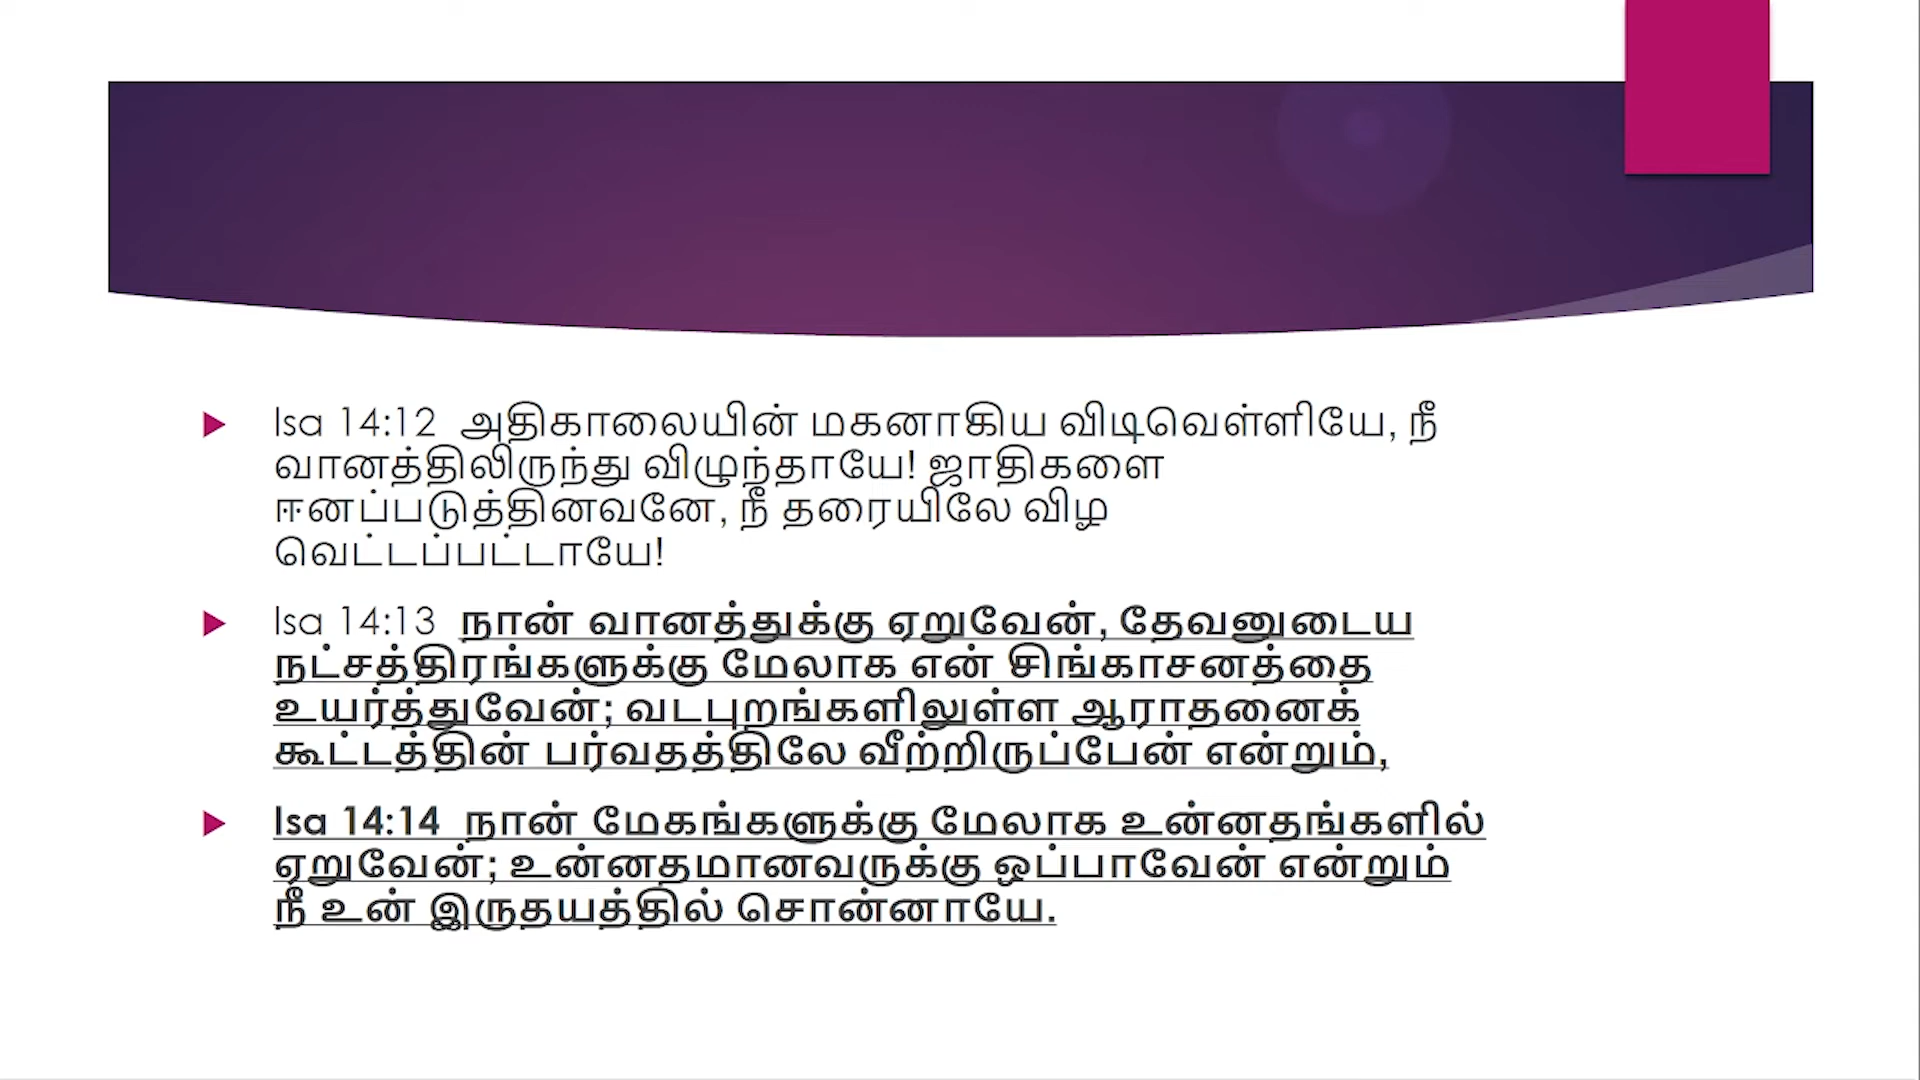 Isa 14:12 அதிகாலையின் மகனாகிய விடிவெள்ளியே, நீ
வானத்திலிருந்து விழுந்தாயே! ஜாதிகளை
ஈனப்படுத்தினவனே, நீ தரையிலே விழ
வெட்டப்பட்டாயே!
Isa 14:13 நான் வானத்துக்கு ஏறுவேன், தேவனுடைய
நட்சத்திரங்களுக்கு மேலாக என் சிங்காசனத்தை
உயர்த்துவேன்; வடபுறங்களிலுள்ள ஆராதனைக்
கூட்டத்தின் பர்வதத்திலே வீற்றிருப்பேன் என்றும்,
Isa 14:14 நான் மேகங்களுக்கு மேலாக உன்னதங்களில்
ஏறுவேன்; உன்னதமானவருக்கு ஒப்பாவேன் என்றும்
நீ உன் இருதயத்தில் சொன்னாயே.